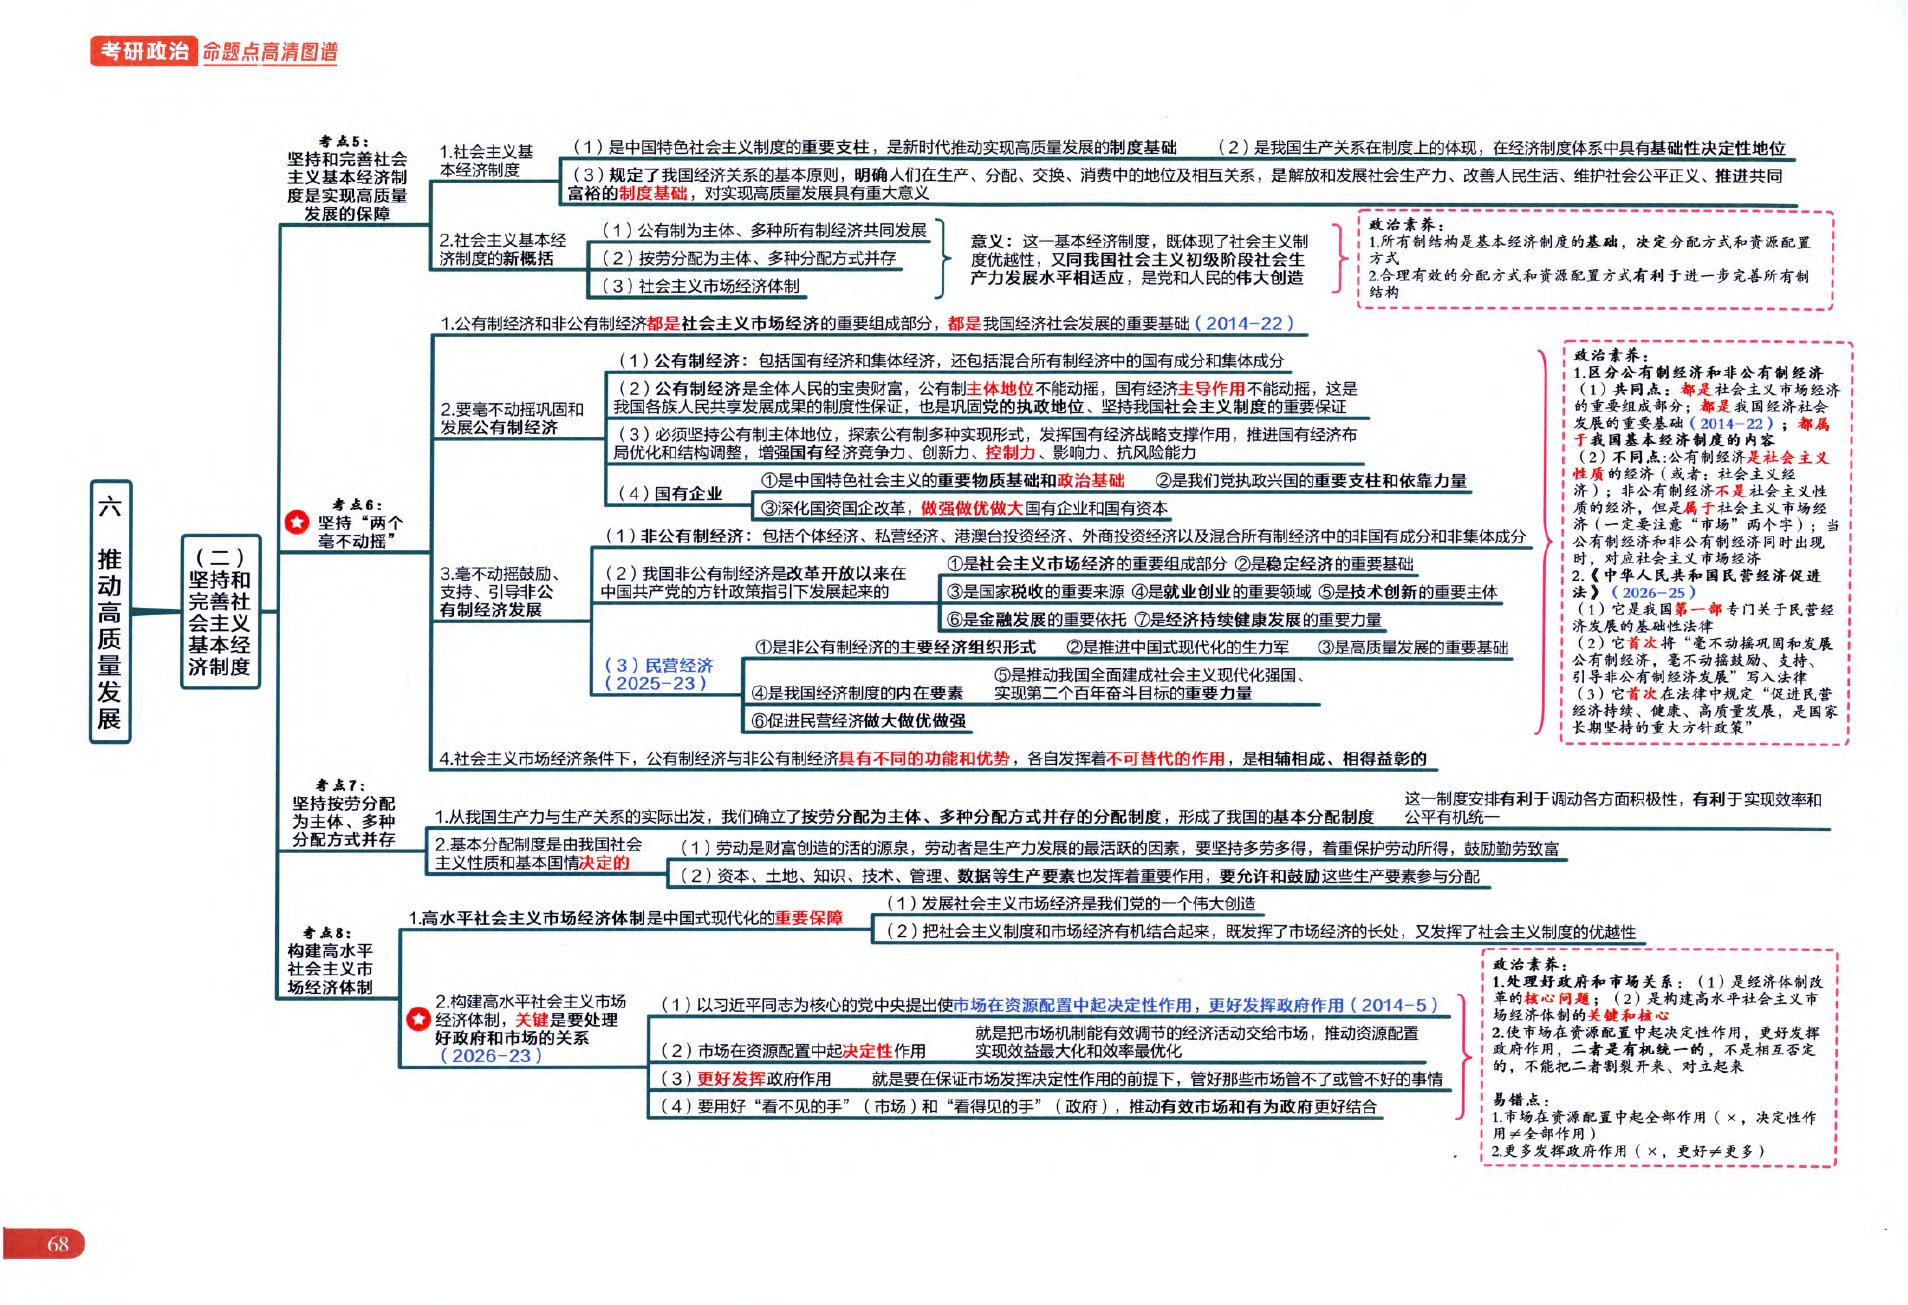 考研政治 命题点高清图谱
六 推动高质量发展
（二）
坚持和
完善社
会主义
基本经
济制度
考点5：
坚持和完善社会
主义基本经济制
度是实现高质量
发展的保障
1.社会主义基
本经济制度
（1）是中国特色社会主义制度的重要支柱，是新时代推动实现高质量发展的制度基础 （2）是我国生产关系在制度上的体现，在经济制度体系中具有基础性决定性地位
（3）规定了我国经济关系的基本原则，明确人们在生产、分配、交换、消费中的地位及相互关系，是解放和发展社会生产力、改善人民生活、维护社会公平正义、推进共同
富裕的制度基础，对实现高质量发展具有重大意义
2.社会主义基本经
济制度的新概括
（1）公有制为主体、多种所有制经济共同发展
（2）按劳分配为主体、多种分配方式并存
（3）社会主义市场经济体制
意义：这一基本经济制度，既体现了社会主义制
度优越性，又同我国社会主义初级阶段社会生
产力发展水平相适应，是党和人民的伟大创造
政治素养：
1.所有制结构是基本经济制度的基础，决定分配方式和资源配置
方式
2.合理有效的分配方式和资源配置方式有利于进一步完善所有制
结构
考点6：
坚持“两个
毫不动摇”
1.公有制经济和非公有制经济都是社会主义市场经济的重要组成部分，都是我国经济社会发展的重要基础（2014-22）
2.要毫不动摇巩固和
发展公有制经济
（1）公有制经济：包括国有经济和集体经济，还包括混合所有制经济中的国有成分和集体成分
（2）公有制经济是全体人民的宝贵财富，公有制主体地位不能动摇，国有经济主导作用不能动摇，这是
我国各族人民共享发展成果的制度性保证，也是巩固党的执政地位、坚持我国社会主义制度的重要保证
（3）必须坚持公有制主体地位，探索公有制多种实现形式，发挥国有经济战略支撑作用，推进国有经济布
局优化和结构调整，增强国有经济竞争力、创新力、控制力、影响力、抗风险能力
（4）国有企业
①是中国特色社会主义的重要物质基础和政治基础 ②是我们党执政兴国的重要支柱和依靠力量
③深化国资国企改革，做强做优做大国有企业和国有资本
3.毫不动摇鼓励、
支持、引导非公
有制经济发展
（1）非公有制经济：包括个体经济、私营经济、港澳台投资经济、外商投资经济以及混合所有制经济中的非国有成分和非集体成分
（2）我国非公有制经济是改革开放以来在
中国共产党的方针政策指引下发展起来的
①是社会主义市场经济的重要组成部分 ②是稳定经济的重要基础
③是国家税收的重要来源 ④是就业创业的重要领域 ⑤是技术创新的重要主体
⑥是金融发展的重要依托 ⑦是经济持续健康发展的重要力量
（3）民营经济
（2025-23）
①是非公有制经济的主要经济组织形式 ②是推进中国式现代化的生力军 ③是高质量发展的重要基础
④是我国经济制度的内在要素
⑤是推动我国全面建成社会主义现代化强国、
实现第二个百年奋斗目标的重要力量
⑥促进民营经济做大做优做强
4.社会主义市场经济条件下，公有制经济与非公有制经济具有不同的功能和优势，各自发挥着不可替代的作用，是相辅相成、相得益彰的
政治素养：
1.区分公有制经济和非公有制经济
（1）共同点：都是社会主义市场经济
的重要组成部分；都是我国经济社会
发展的重要基础（2014-22）；都属
于我国基本经济制度的内容
（2）不同点:公有制经济是社会主义
性质的经济（或者：社会主义经
济）；非公有制经济不是社会主义性
质的经济，但是属于社会主义市场经
济（一定要注意“市场”两个字）；当
公有制经济和非公有制经济同时出现
时，对应社会主义市场经济
2.《中华人民共和国民营经济促进
法》（2026-25）
（1）它是我国第一部专门关于民营经
济发展的基础性法律
（2）它首次将“毫不动摇巩固和发展
公有制经济，毫不动摇鼓励、支持、
引导非公有制经济发展”写入法律
（3）它首次在法律中规定“促进民营
经济持续、健康、高质量发展，是国家
长期坚持的重大方针政策”
考点7：
坚持按劳分配
为主体、多种
分配方式并存
1.从我国生产力与生产关系的实际出发，我们确立了按劳分配为主体、多种分配方式并存的分配制度，形成了我国的基本分配制度
这一制度安排有利于调动各方面积极性，有利于实现效率和
公平有机统一
2.基本分配制度是由我国社会
主义性质和基本国情决定的
（1）劳动是财富创造的活的源泉，劳动者是生产力发展的最活跃的因素，要坚持多劳多得，着重保护劳动所得，鼓励勤劳致富
（2）资本、土地、知识、技术、管理、数据等生产要素也发挥着重要作用，要允许和鼓励这些生产要素参与分配
考点8：
构建高水平
社会主义市
场经济体制
1.高水平社会主义市场经济体制是中国式现代化的重要保障
（1）发展社会主义市场经济是我们党的一个伟大创造
（2）把社会主义制度和市场经济有机结合起来，既发挥了市场经济的长处，又发挥了社会主义制度的优越性
2.构建高水平社会主义市场
经济体制，关键是要处理
好政府和市场的关系
（2026-23）
（1）以习近平同志为核心的党中央提出使市场在资源配置中起决定性作用，更好发挥政府作用（2014-5）
（2）市场在资源配置中起决定性作用
就是把市场机制能有效调节的经济活动交给市场，推动资源配置
实现效益最大化和效率最优化
（3）更好发挥政府作用 就是要在保证市场发挥决定性作用的前提下，管好那些市场管不了或管不好的事情
（4）要用好“看不见的手”（市场）和“看得见的手”（政府），推动有效市场和有为政府更好结合
政治素养：
1.处理好政府和市场关系：（1）是经济体制改
革的核心问题；（2）是构建高水平社会主义市
场经济体制的关键和核心
2.使市场在资源配置中起决定性作用，更好发挥
政府作用，二者是有机统一的，不是相互否定
的，不能把二者割裂开来、对立起来
易错点：
1.市场在资源配置中起全部作用（×，决定性作
用≠全部作用）
2.更多发挥政府作用（×，更好≠更多）
68